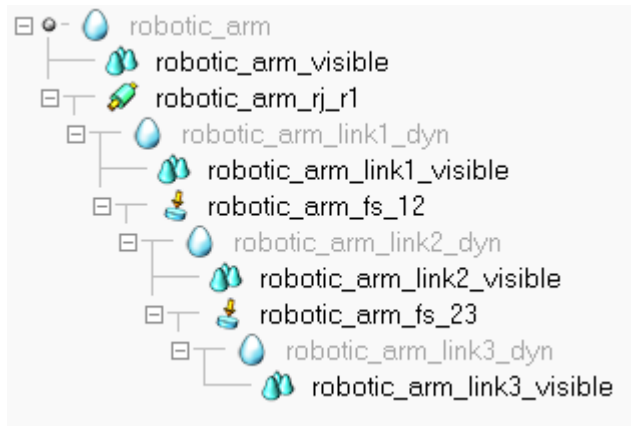 robotic_arm
robotic_arm_visible
robotic_arm_rj_r1
robotic_arm_link1_dyn
robotic_arm_link1_visible
robotic_arm_fs_12
robotic_arm_link2_dyn
robotic_arm_link2_visible
robotic_arm_fs_23
robotic_arm_link3_dyn
robotic_arm_link3_visible